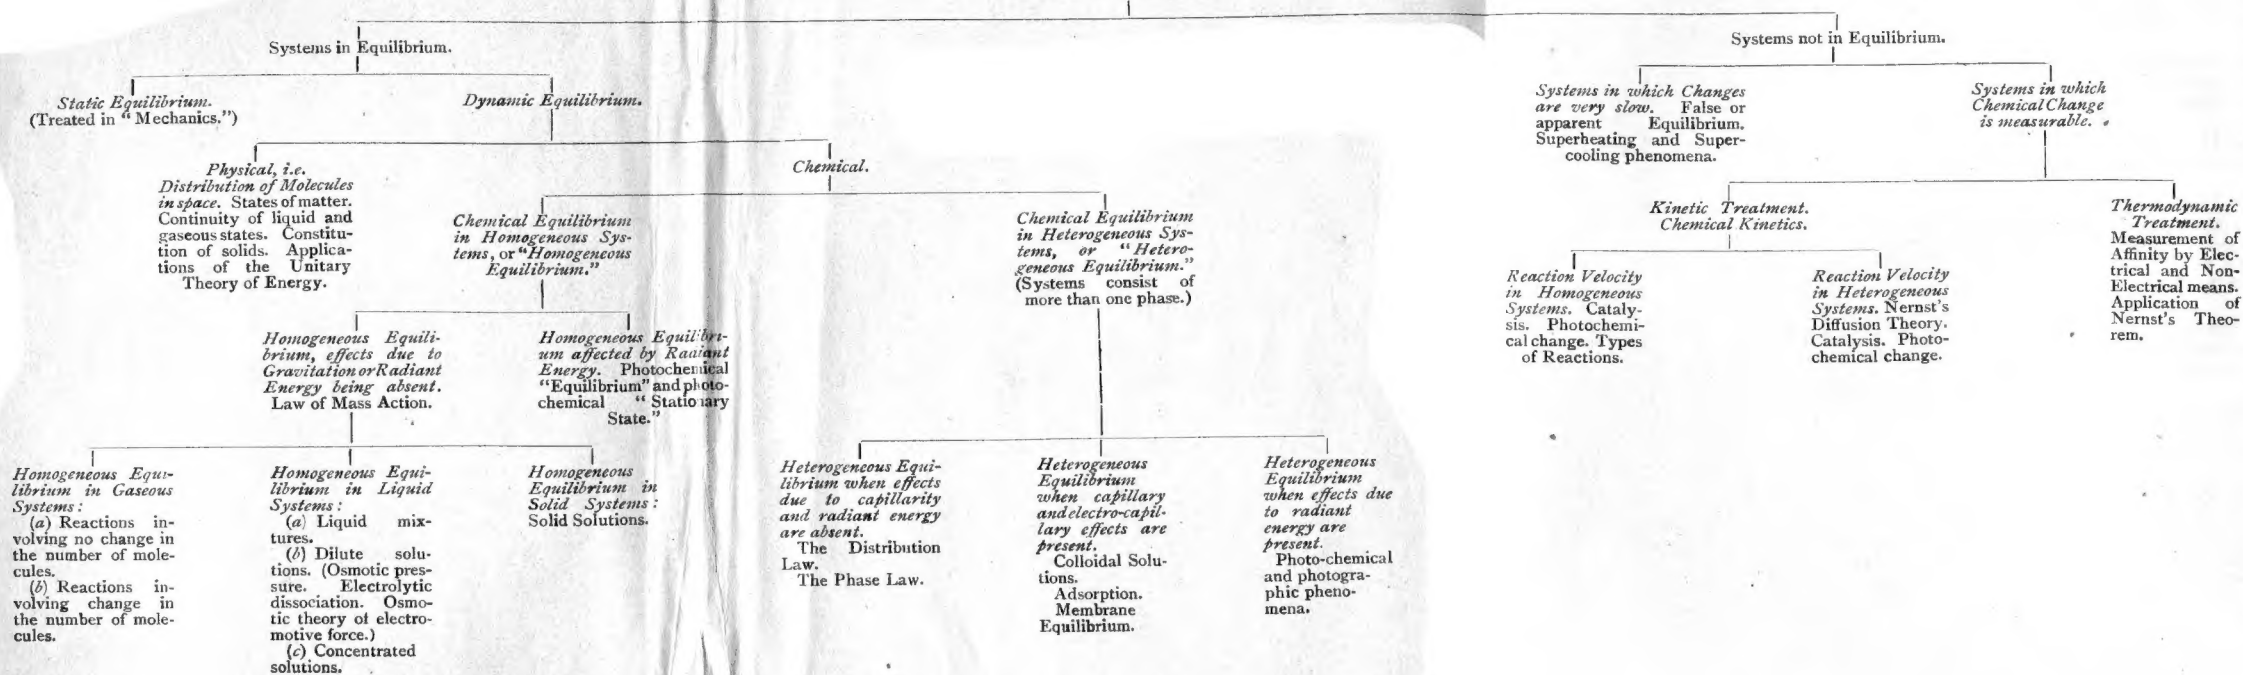 Systems in Equilibrium.
Systems not in Equilibrium.
Static Equilibrium.
(Treated in “ Mechanics.”)
Dynamic Equilibrium.
Systems in which Changes
are very slow. False or
apparent Equilibrium.
Superheating and Super-
cooling phenomena.
Systems in which
Chemical Change
is measurable.
Physical, i.e.
Distribution of Molecules
in space. States of matter.
Continuity of liquid and
gaseous states. Constitu-
tion of solids. Applica-
tions of the Unitary
Theory of Energy.
Chemical.
Chemical Equilibrium
in Homogeneous Sys-
tems, or “Homogeneous
Equilibrium.”
Chemical Equilibrium
in Heterogeneous Sys-
tems, or “ Hetero-
geneous Equilibrium.”
(Systems consist of
more than one phase.)
Kinetic Treatment.
Chemical Kinetics.
Thermodynamic
Treatment.
Measurement of
Affinity by Elec-
trical and Non-
Electrical means.
Application of
Nernst's Theo-
rem.
Reaction Velocity
in Homogeneous
Systems. Cataly-
sis. Photochemi-
cal change. Types
of Reactions.
Reaction Velocity
in Heterogeneous
Systems. Nernst's
Diffusion Theory.
Catalysis. Photo-
chemical change.
Homogeneous Equili-
brium, effects due to
Gravitation or Radiant
Energy being absent.
Law of Mass Action.
Homogeneous Equilibri-
um affected by Radiant
Energy. Photochemical
“Equilibrium” and photo-
chemical “ Stationary
State.”
Homogeneous Equi-
librium in Gaseous
Systems :
(a) Reactions in-
volving no change in
the number of mole-
cules.
(b) Reactions in-
volving change in
the number of mole-
cules.
Homogeneous Equi-
librium in Liquid
Systems :
(a) Liquid mix-
tures.
(b) Dilute solu-
tions. (Osmotic pres-
sure. Electrolytic
dissociation. Osmo-
tic theory of electro-
motive force.)
(c) Concentrated
solutions.
Homogeneous
Equilibrium in
Solid Systems :
Solid Solutions.
Heterogeneous Equi-
librium when effects
due to capillarity
and radiant energy
are absent.
The Distribution
Law.
The Phase Law.
Heterogeneous
Equilibrium
when capillary
and electro-capil-
lary effects are
present.
Colloidal Solu-
tions.
Adsorption.
Membrane
Equilibrium.
Heterogeneous
Equilibrium
when effects due
to radiant
energy are
present.
Photo-chemical
and photogra-
phic pheno-
mena.